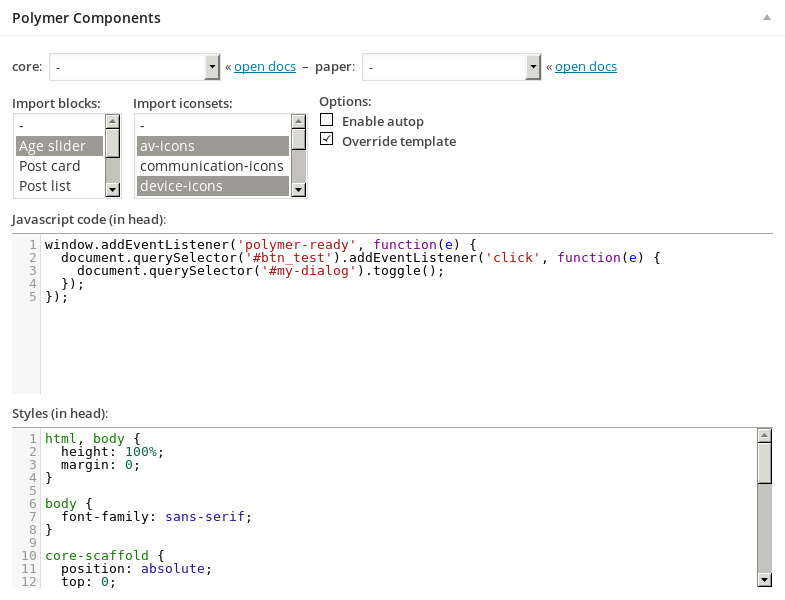 Polymer Components
core: - « open docs – paper: - « open docs
Import blocks: Import iconsets: Options:
- - Enable autop
Age slider av-icons Override template
Post card communication-icons
Post list device-icons
Javascript code (in head):
1 window.addEventListener('polymer-ready', function(e) {
2   document.querySelector('#btn_test').addEventListener('click', function(e) {
3     document.querySelector('#my-dialog').toggle();
4   });
5 });
Styles (in head):
1 html, body {
2   height: 100%;
3   margin: 0;
4 }
5
6 body {
7   font-family: sans-serif;
8 }
9
10 core-scaffold {
11   position: absolute;
12   top: 0;